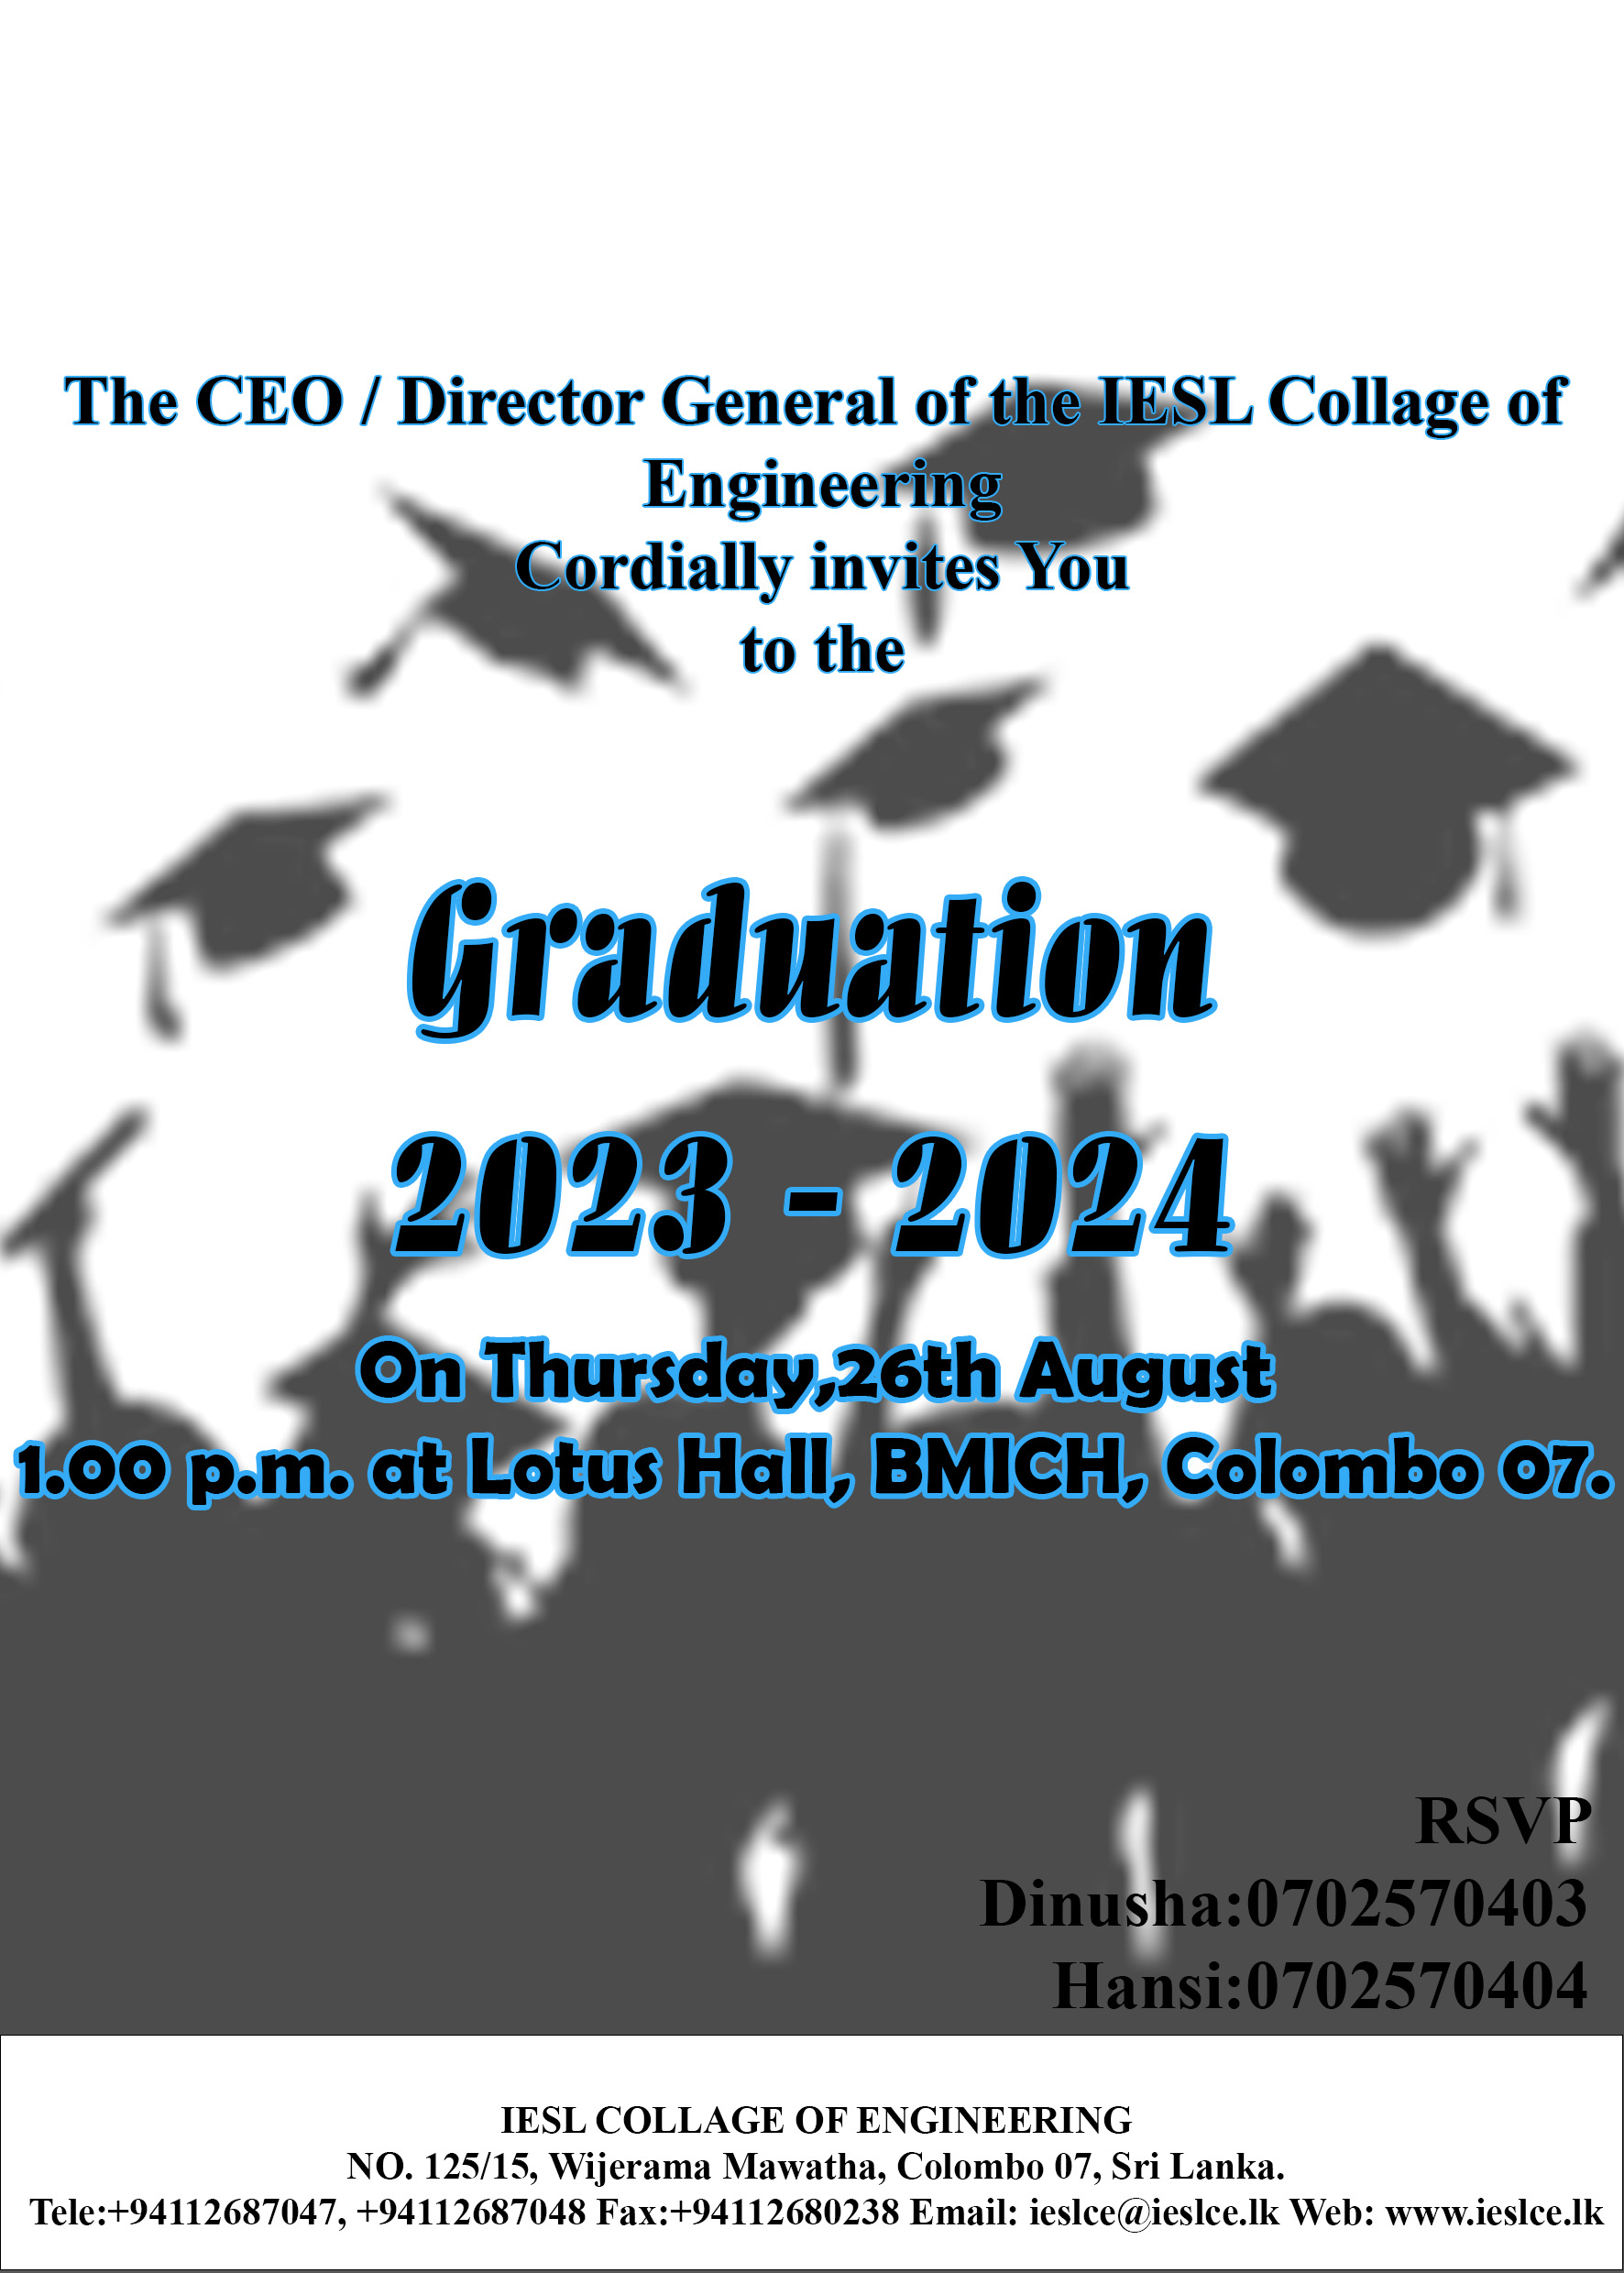 The CEO / Director General of the IESL Collage of
Engineering
Cordially invites You
to the
Graduation
2023 - 2024
On Thursday,26th August
1.00 p.m. at Lotus Hall, BMICH, Colombo 07.
RSVP
Dinusha:0702570403
Hansi:0702570404
IESL COLLAGE OF ENGINEERING
NO. 125/15, Wijerama Mawatha, Colombo 07, Sri Lanka.
Tele:+94112687047, +94112687048 Fax:+94112680238 Email: ieslce@ieslce.lk Web: www.ieslce.lk